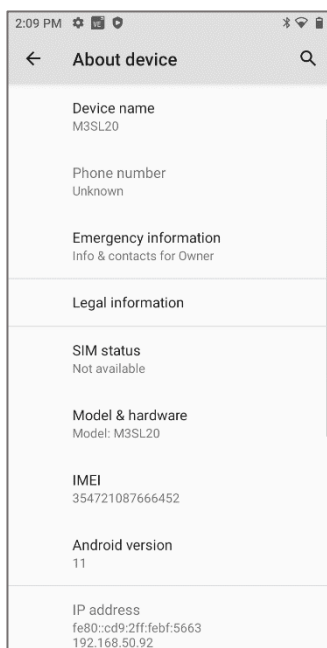 2:09 PM
About device
Device name
M3SL20
Phone number
Unknown
Emergency information
Info & contacts for Owner
Legal information
SIM status
Not available
Model & hardware
Model: M3SL20
IMEI
354721087666452
Android version
11
IP address
fe80::cd9:2ff:febf:5663
192.168.50.92